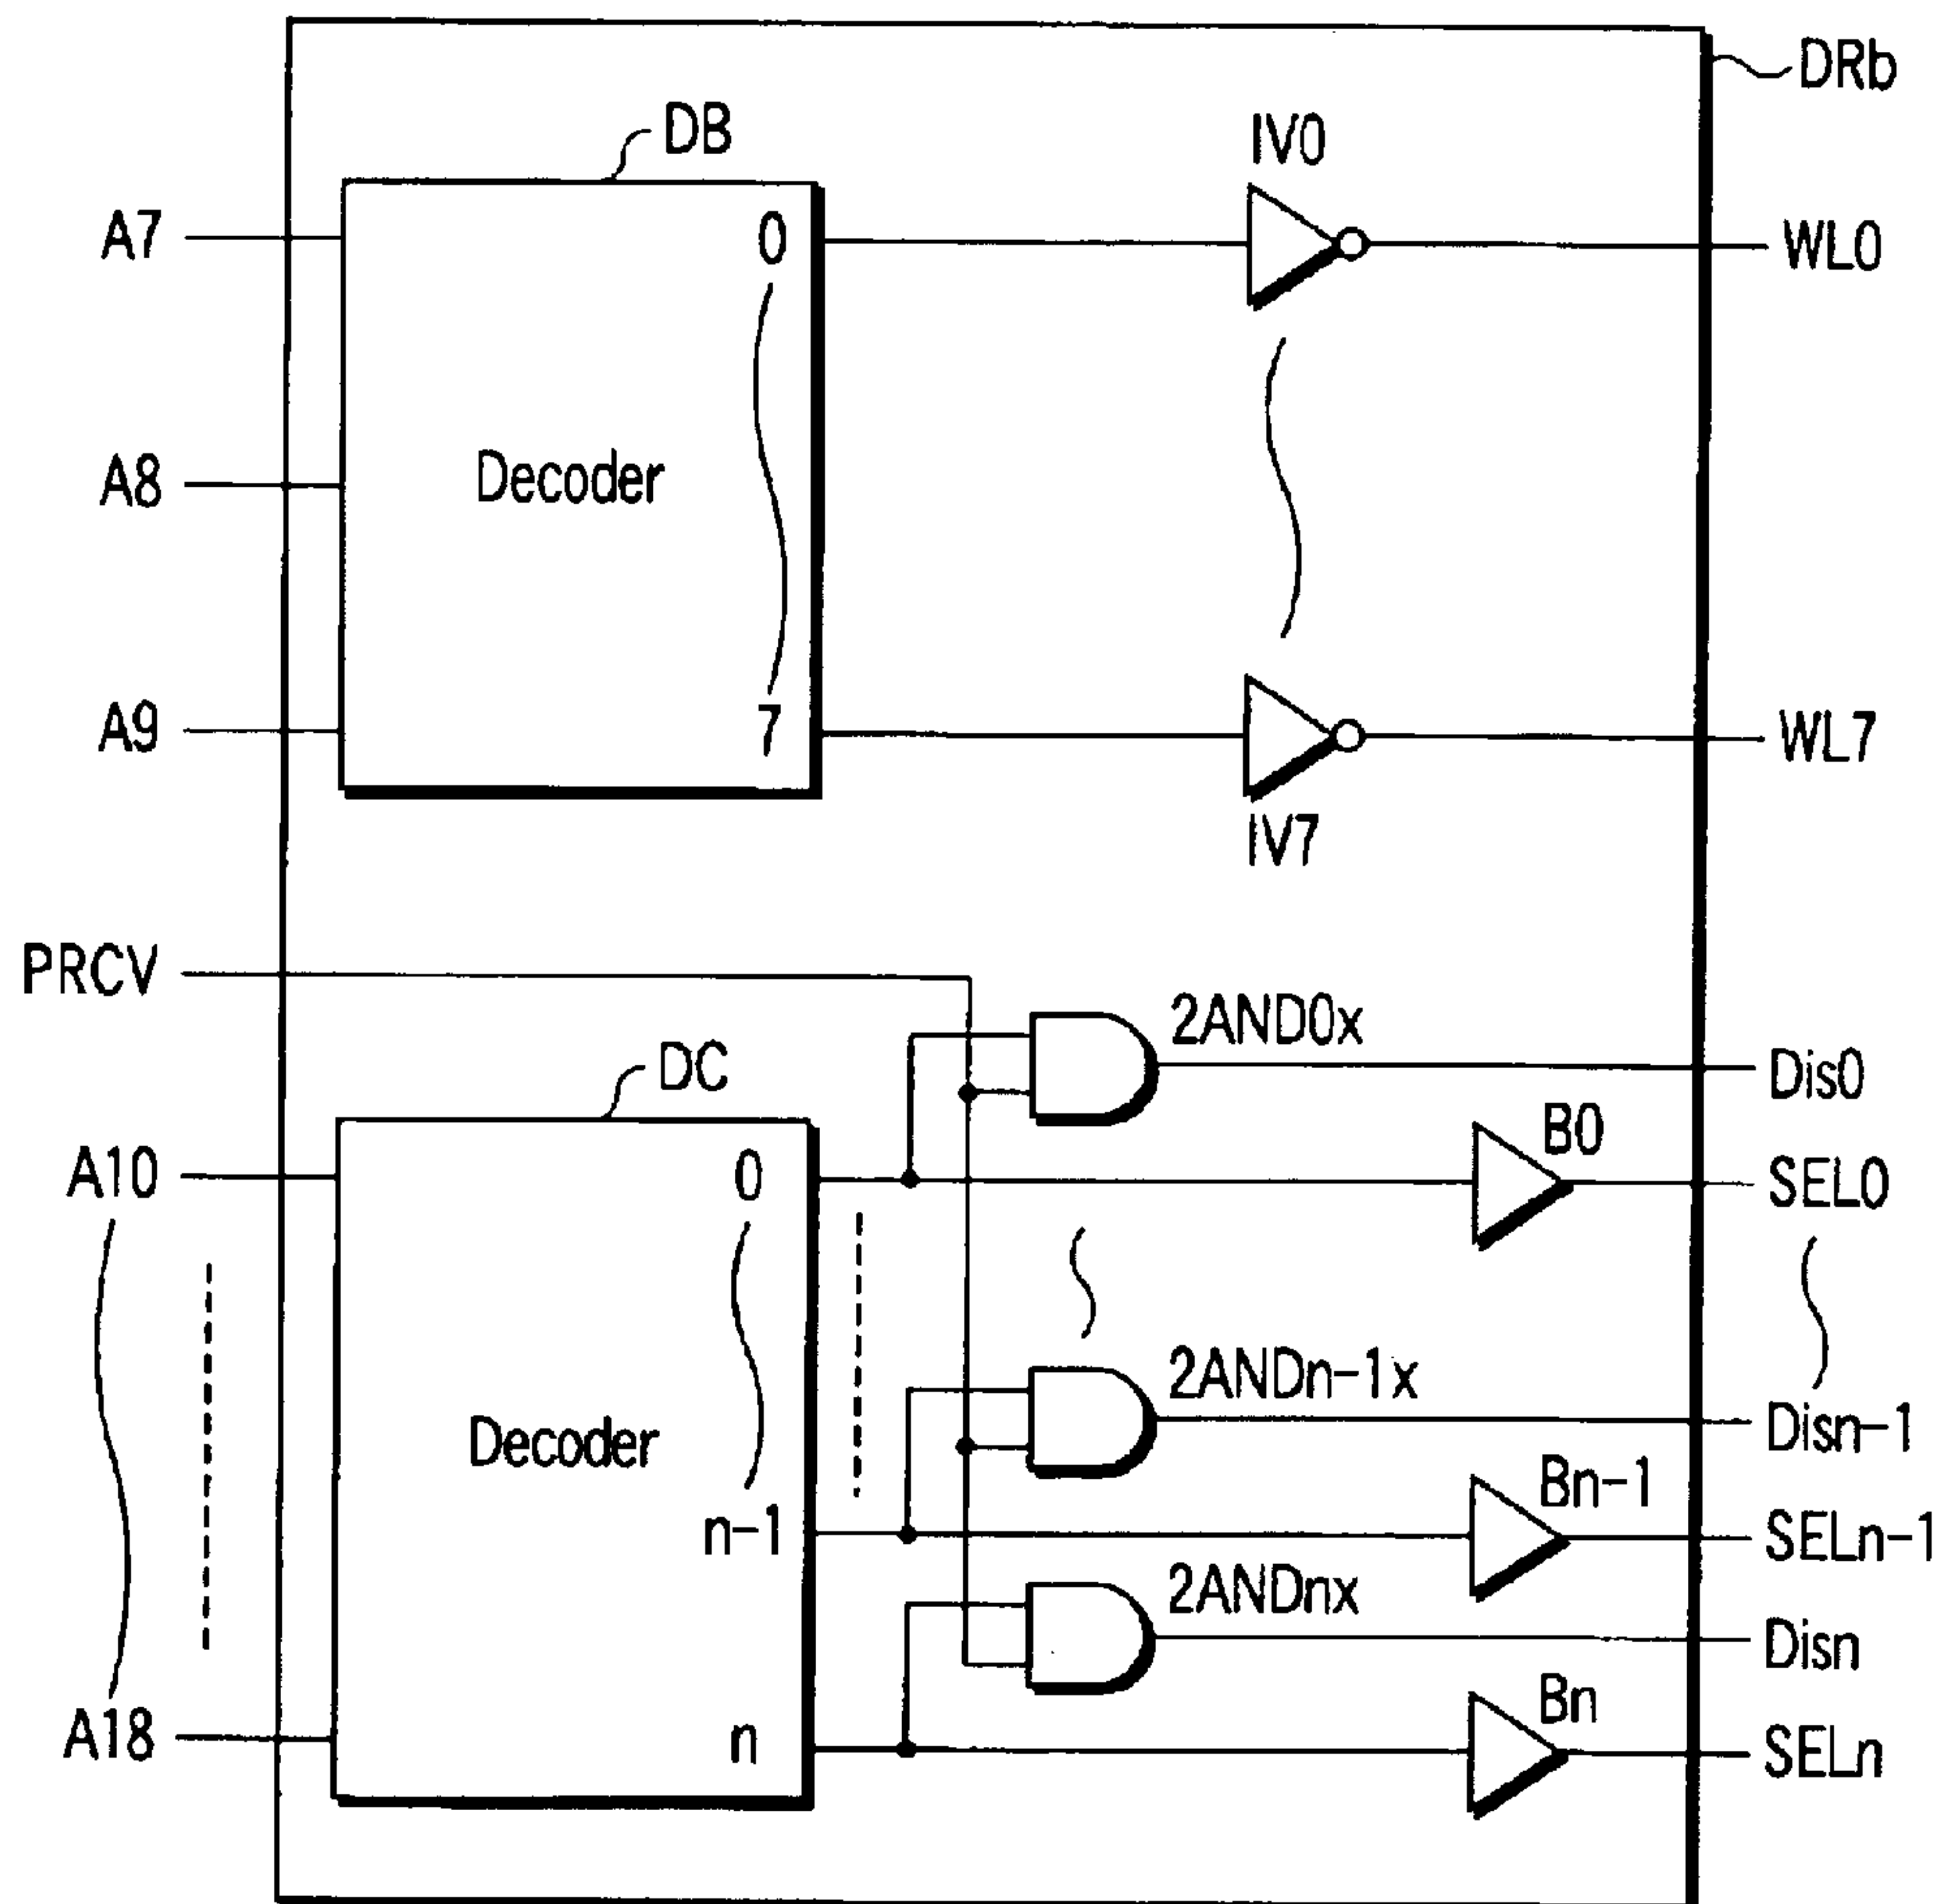 DRb
DB
IV0
A7
0
WL0
A8
Decoder
A9
7
WL7
IV7
PRCV
2AND0x
DC
Dis0
B0
A10
0
SEL0
2ANDn-1x
Decoder
Disn-1
Bn-1
n-1
SELn-1
2ANDnx
Disn
Bn
A18
n
SELn